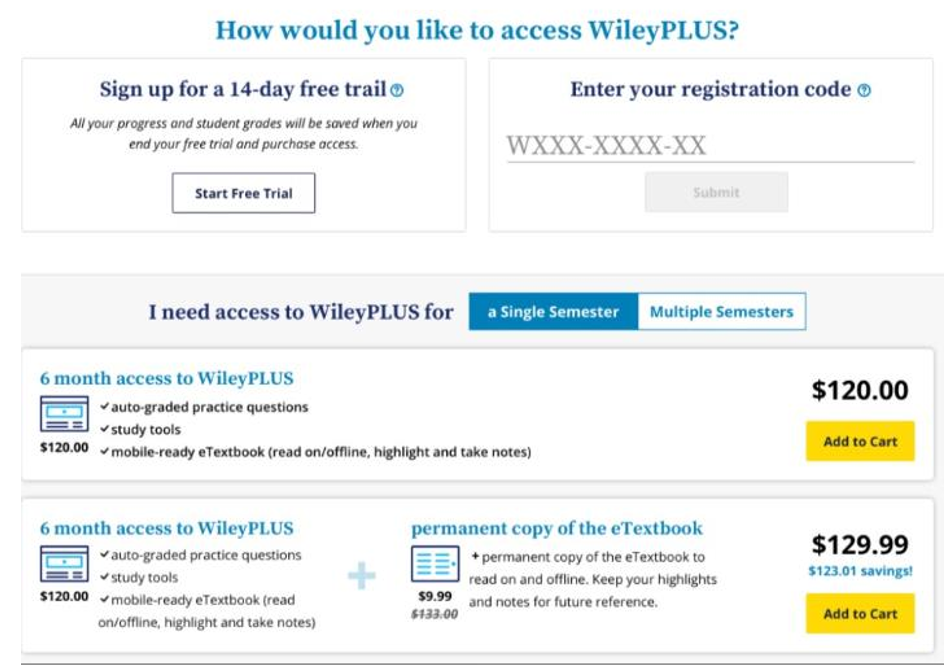 How would you like to access WileyPLUS?
Sign up for a 14-day free trail
All your progress and student grades will be saved when you
end your free trial and purchase access.
Start Free Trial
Enter your registration code
WXXX-XXXX-XX
Submit
I need access to WileyPLUS for
a Single Semester
Multiple Semesters
6 month access to WileyPLUS
✓auto-graded practice questions
✓study tools
✓mobile-ready eTextbook (read on/offline, highlight and take notes)
$120.00
$120.00
Add to Cart
6 month access to WileyPLUS
✓auto-graded practice questions
✓study tools
✓mobile-ready eTextbook (read
on/offline, highlight and take notes)
$120.00
+
permanent copy of the eTextbook
+ permanent copy of the eTextbook to
read on and offline. Keep your highlights
and notes for future reference.
$9.99
$133.00
$129.99
$123.01 savings!
Add to Cart